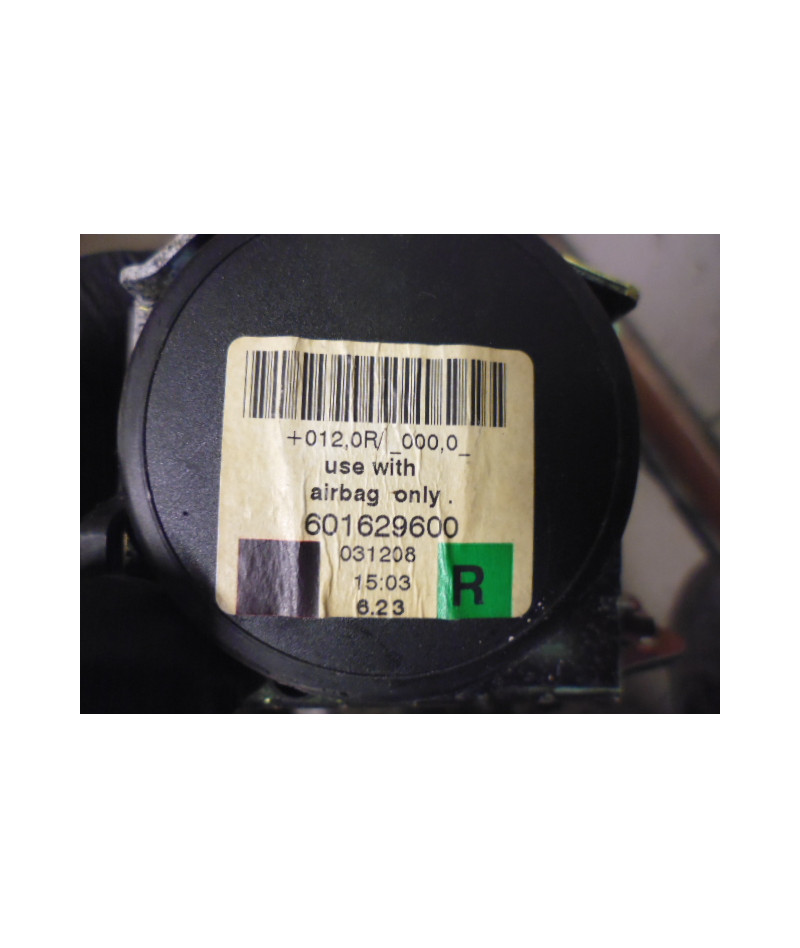 +012,0R/ _000,0_
use with
airbag only .
601629600
031208
15:03
6.23
R